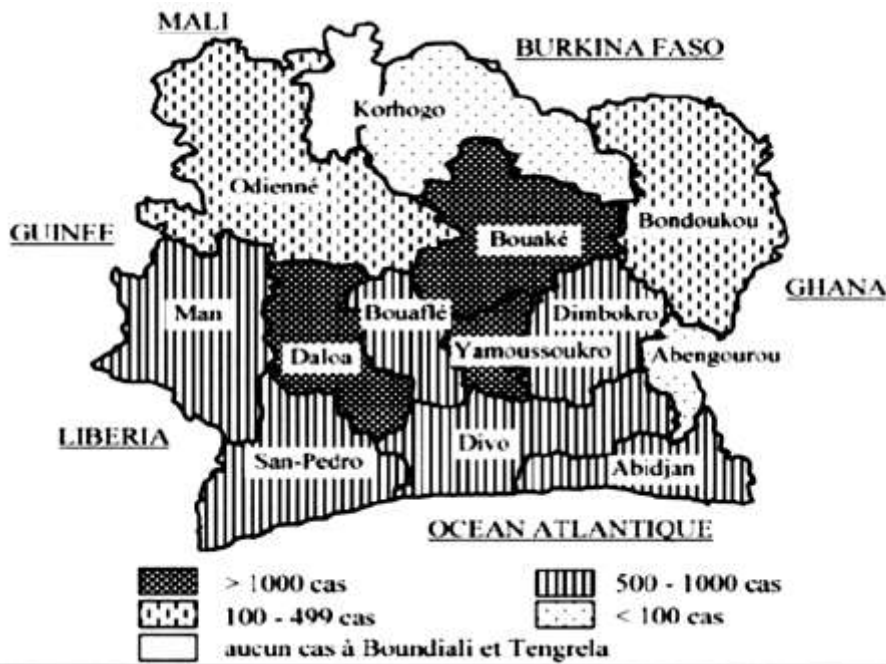 MALI
BURKINA FASO
Korhogo
Odienné
Bondoukou
GUINEE
Bouaké
GHANA
Man
Bouaflé
Dimbokro
Daloa
Yamoussoukro
Abengourou
LIBERIA
San-Pedro
Divo
Abidjan
OCEAN ATLANTIQUE
> 1000 cas
500 - 1000 cas
100 - 499 cas
< 100 cas
aucun cas à Boundiali et Tengrela